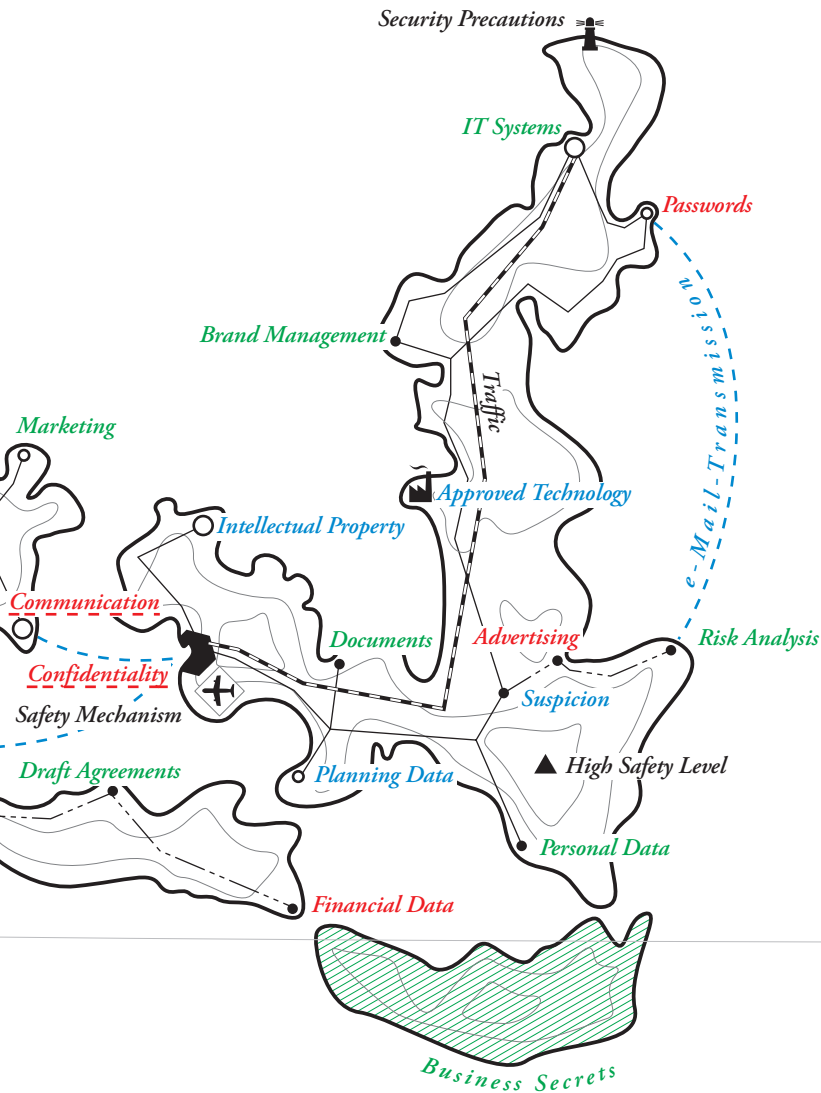 Security Precautions
IT Systems
Passwords
e-Mail-Transmission
Brand Management
Traffic
Marketing
Approved Technology
Intellectual Property
Communication
Documents
Advertising
Risk Analysis
Confidentiality
Suspicion
Safety Mechanism
High Safety Level
Draft Agreements
Planning Data
Personal Data
Financial Data
Business Secrets